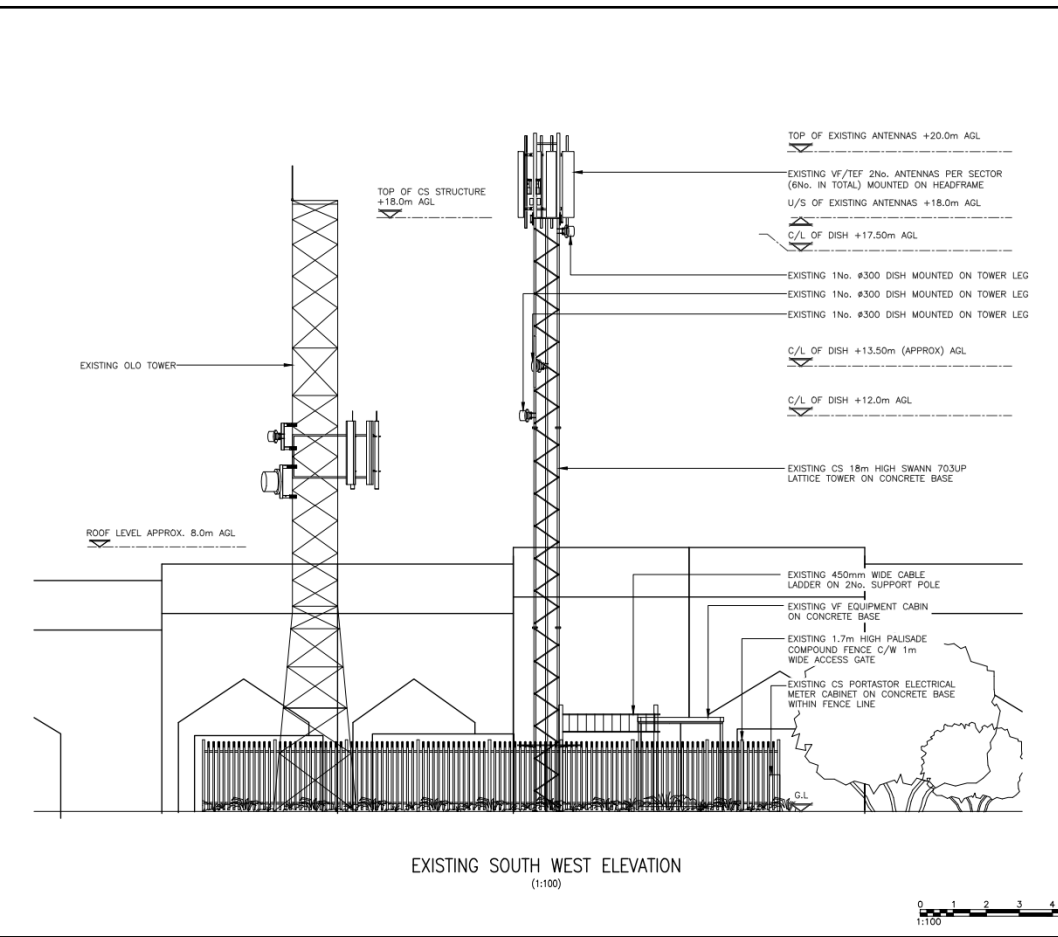 TOP OF EXISTING ANTENNAS +20.0m AGL
EXISTING VF/TEF 2No. ANTENNAS PER SECTOR
(6No. IN TOTAL) MOUNTED ON HEADFRAME
TOP OF CS STRUCTURE
+18.0m AGL
U/S OF EXISTING ANTENNAS +18.0m AGL
C/L OF DISH +17.50m AGL
EXISTING 1No. ø300 DISH MOUNTED ON TOWER LEG
EXISTING 1No. ø300 DISH MOUNTED ON TOWER LEG
EXISTING 1No. ø300 DISH MOUNTED ON TOWER LEG
C/L OF DISH +13.50m (APPROX) AGL
EXISTING OLO TOWER
C/L OF DISH +12.0m AGL
EXISTING CS 18m HIGH SWANN 703UP
LATTICE TOWER ON CONCRETE BASE
ROOF LEVEL APPROX. 8.0m AGL
EXISTING 450mm WIDE CABLE
LADDER ON 2No. SUPPORT POLE
EXISTING VF EQUIPMENT CABIN
ON CONCRETE BASE
EXISTING 1.7m HIGH PALISADE
COMPOUND FENCE C/W 1m
WIDE ACCESS GATE
EXISTING CS PORTASTOR ELECTRICAL
METER CABINET ON CONCRETE BASE
WITHIN FENCE LINE
G.L
EXISTING SOUTH WEST ELEVATION
(1:100)
0 1 2 3 4
1:100